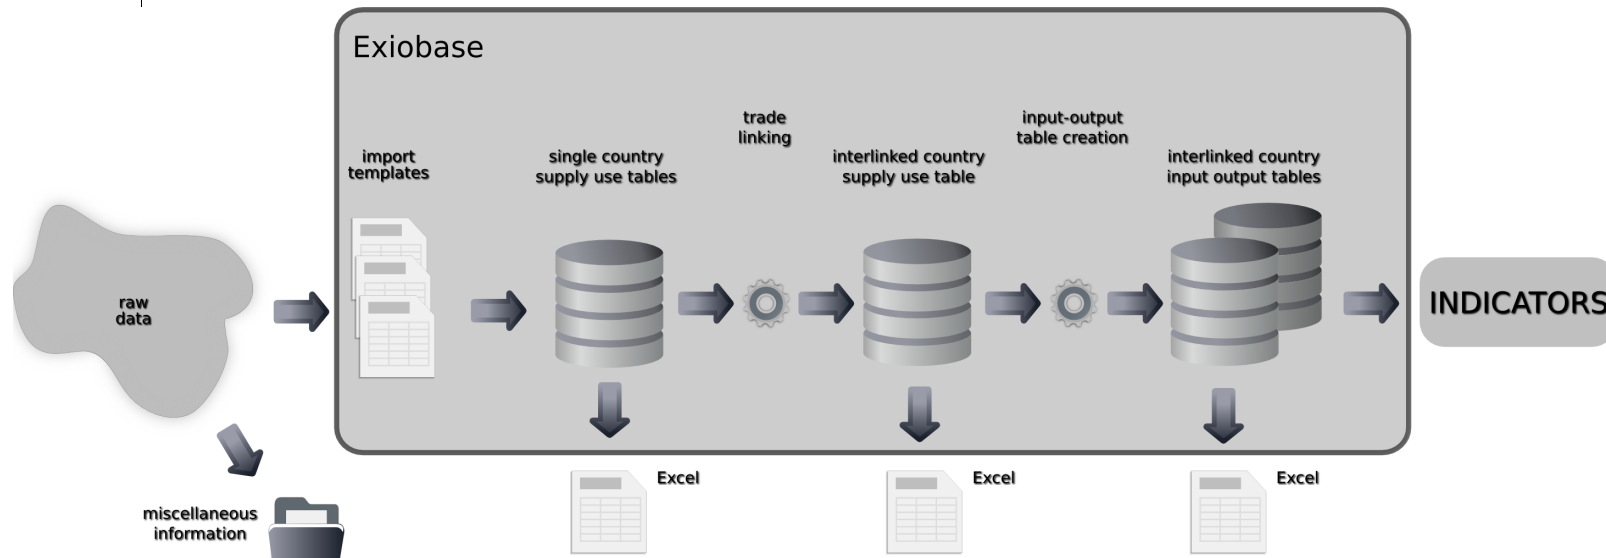 Exiobase
trade
linking
input-output
table creation
import
templates
single country
supply use tables
interlinked country
supply use table
interlinked country
input output tables
raw
data
INDICATORS
Excel
Excel
Excel
miscellaneous
information